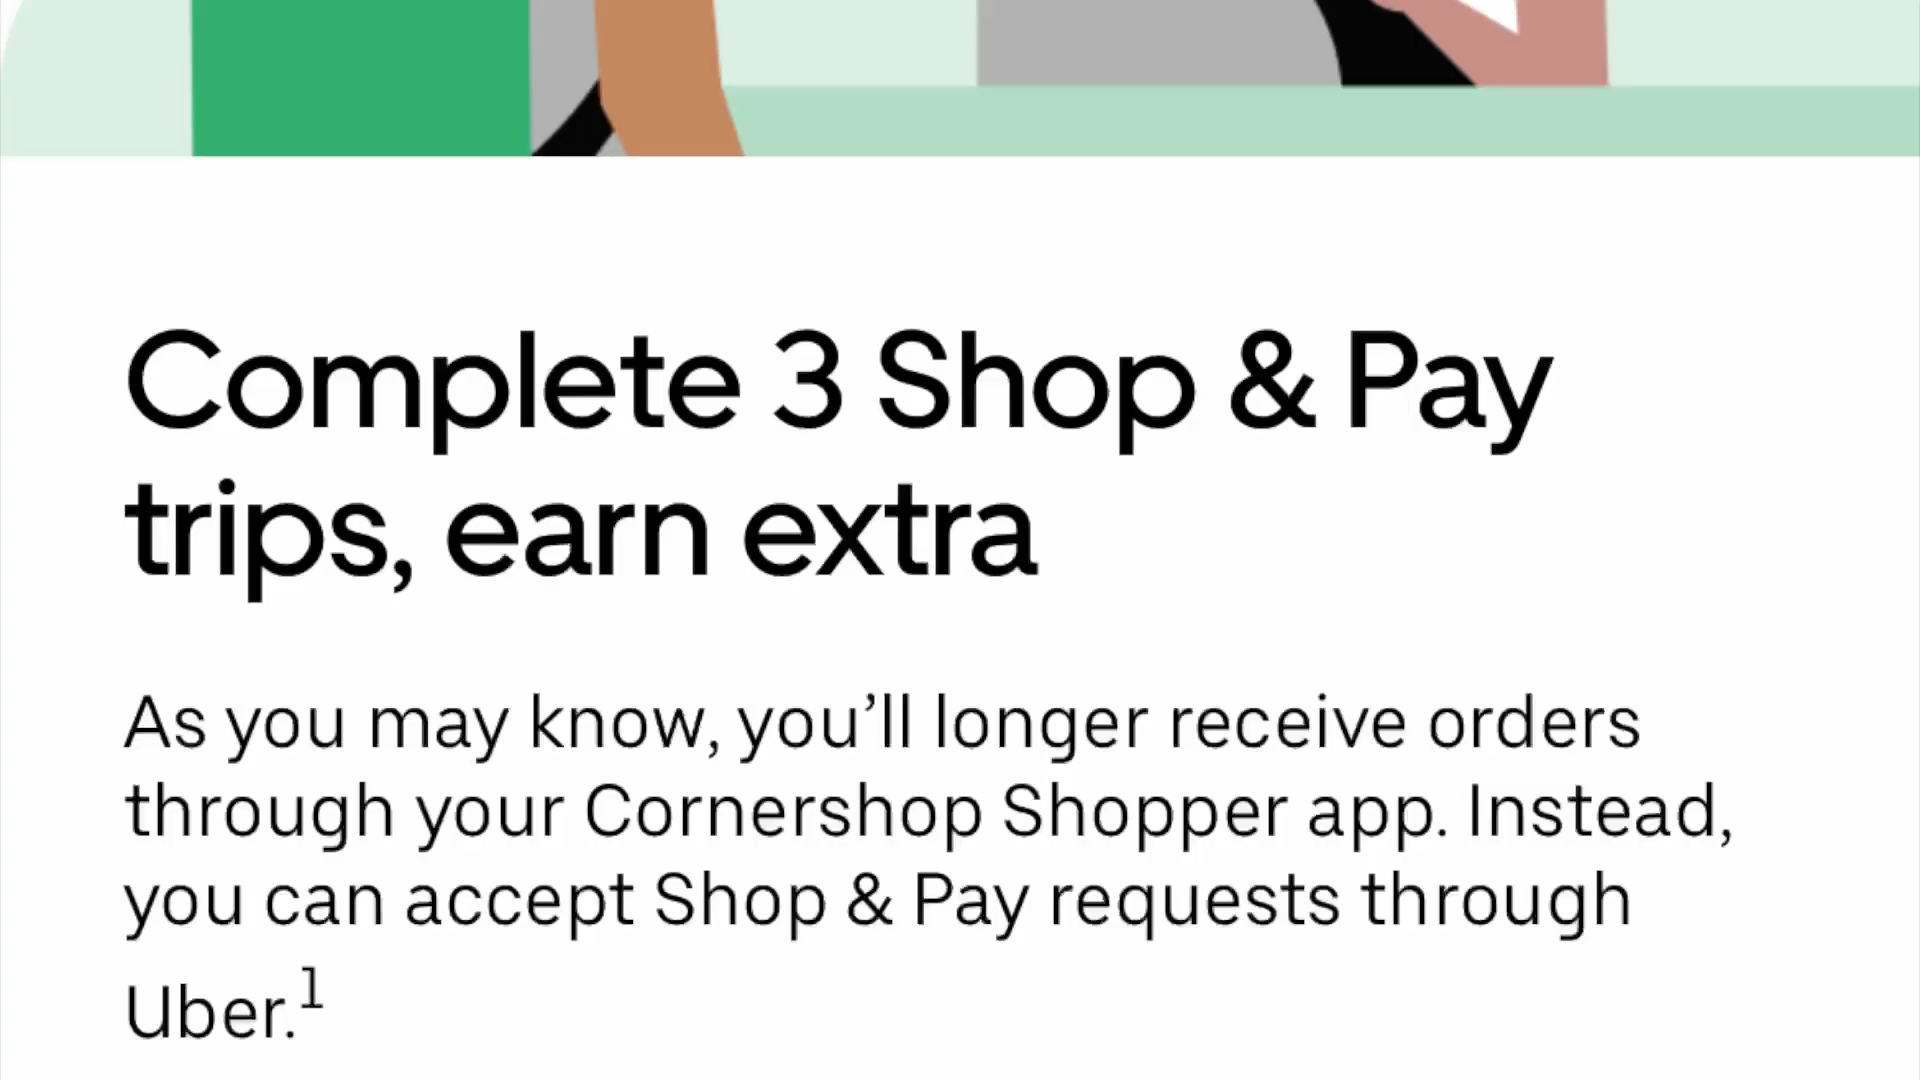 Complete 3 Shop & Pay
trips, earn extra
As you may know, you’ll longer receive orders
through your Cornershop Shopper app. Instead,
you can accept Shop & Pay requests through
Uber.¹